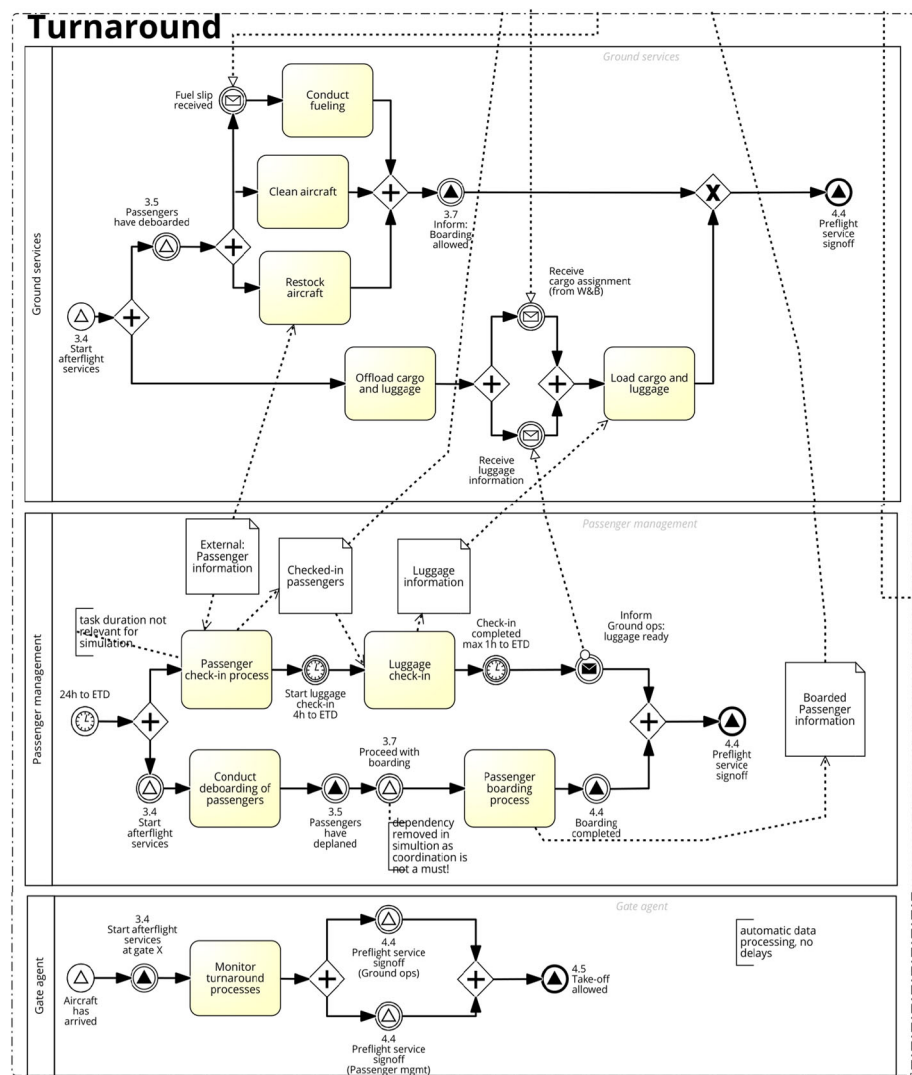 Turnaround
Ground services
Ground services
Fuel slip
received
Conduct
fueling
Clean aircraft
3.5
Passengers
have deboarded
3.7
Inform:
Boarding
allowed
4.4
Preflight
service
signoff
Restock
aircraft
Receive
cargo assignment
(from W&B)
3.4
Start
afterflight
services
Offload cargo
and luggage
Load cargo and
luggage
Receive
luggage
information
Passenger management
Passenger management
External:
Passenger
information
Checked-in
passengers
Luggage
information
task duration not
relevant for
simulation
Passenger
check-in process
Start luggage
check-in
4h to ETD
Luggage
check-in
Check-in
completed
max 1h to ETD
Inform
Ground ops:
luggage ready
24h to ETD
Boarded
Passenger
information
4.4
Preflight
service
signoff
3.4
Start
afterflight
services
Conduct
deboarding of
passengers
3.5
Passengers
have
deplaned
3.7
Proceed with
boarding
dependency
removed in
simultion as
coordination is
not a must!
Passenger
boarding
process
4.4
Boarding
completed
Gate agent
Gate agent
Aircraft
has
arrived
3.4
Start afterflight
services
at gate X
Monitor
turnaround
processes
4.4
Preflight service
signoff
(Ground ops)
4.4
Preflight service
signoff
(Passenger mgmt)
4.5
Take-off
allowed
automatic data
processing, no
delays